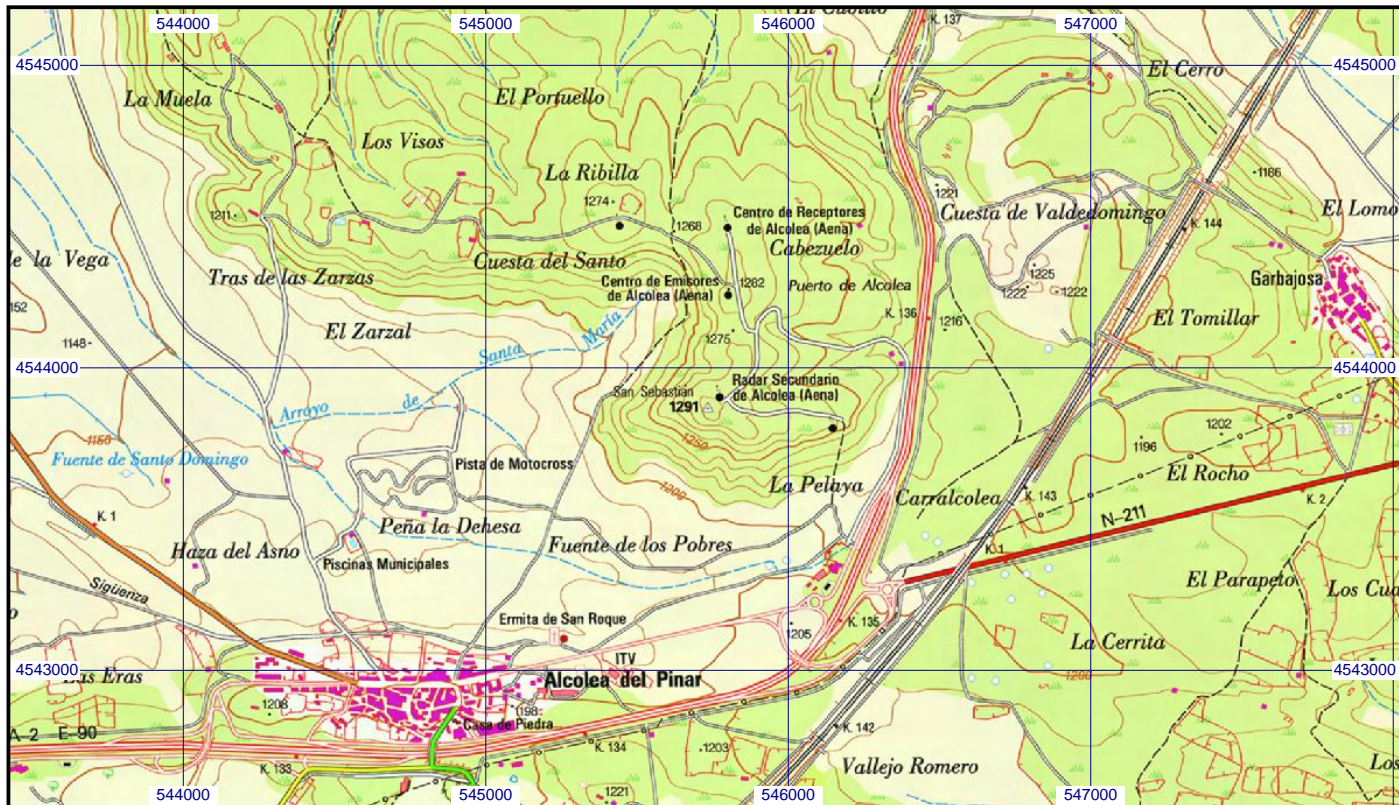 544000
545000
546000
547000
K. 137
4545000
4545000
El Cerro
La Muela
El Portuello
Los Visos
La Ribilla
1186
1274
1221
1211
Centro de Receptores
de Alcolea (Aena)
Cuesta de Valdedomingo
El Lomo
1268
K. 144
Cabezuelo
de la Vega
Cuesta del Santo
Tras de las Zarzas
Centro de Emisores
de Alcolea (Aena)
1282
Puerto de Alcolea
1225
1222
1222
Garbajosa
152
El Zarzal
María
K. 136
1216
El Tomillar
1148
Santa
1275
4544000
4544000
San Sebastián
1291
Radar Secundario
de Alcolea (Aena)
Arroyo
de
1150
1250
1202
1196
Fuente de Santo Domingo
Pista de Motocross
El Rocho
1200
La Pelaya
Carralcolea
K. 143
K. 2
K. 1
N-211
Peña la Dehesa
Haza del Asno
Fuente de los Pobres
K. 1
Piscinas Municipales
Sigüenza
El Parapeto
Los Cua
Ermita de San Roque
1205
K. 135
La Cerrita
4543000
4543000
ITV
Las Eras
Alcolea del Pinar
1200
1208
1198
Casa de Piedra
K. 142
A-2 E-90
K. 134
1203
K. 133
Vallejo Romero
Los
1221
544000
545000
546000
547000